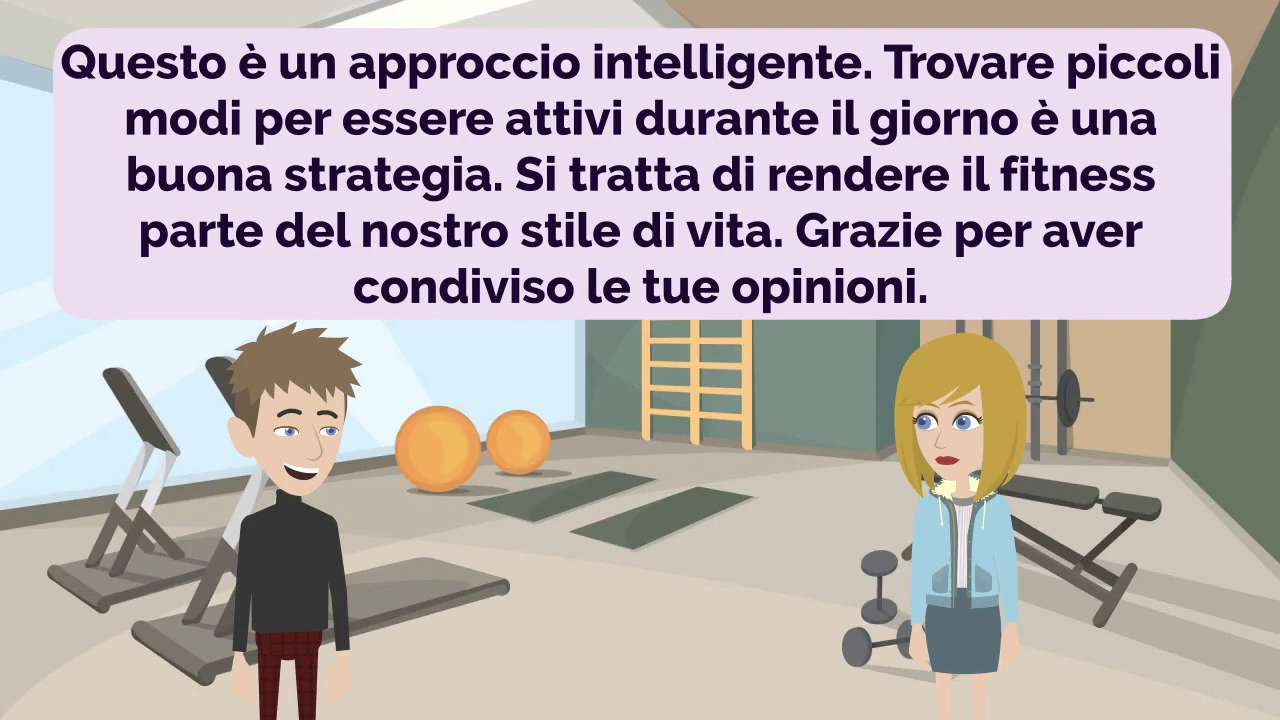 Questo è un approccio intelligente. Trovare piccoli
modi per essere attivi durante il giorno è una
buona strategia. Si tratta di rendere il fitness
parte del nostro stile di vita. Grazie per aver
condiviso le tue opinioni.